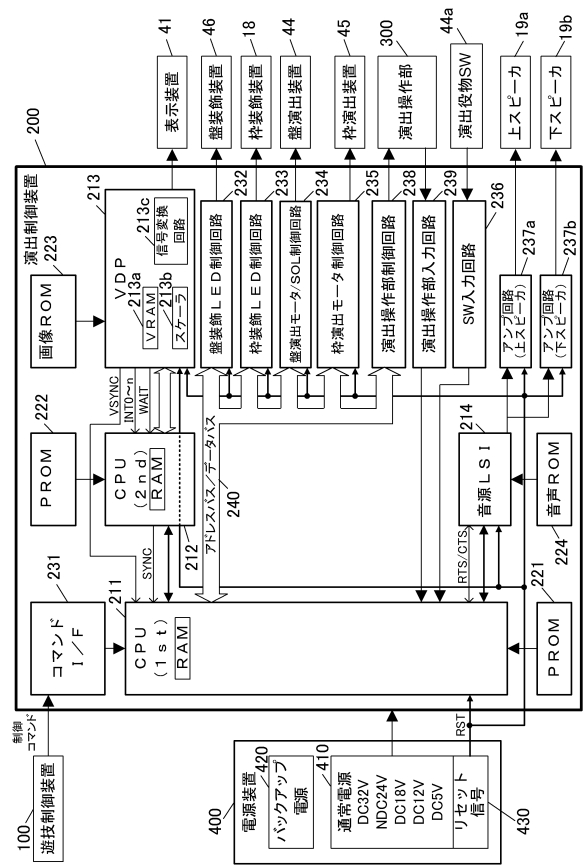 100
遊技制御装置
制御
コマンド
200
演出制御装置
231
コマンド
I/F
222
PROM
223
画像ROM
211
CPU
(1st)
RAM
SYNC
VSYNC
INT0~n
WAIT
CPU
(2nd)
RAM
212
213
VDP
213a
VRAM
213b
スケーラ
213c
信号変換
回路
アドレスバス/データバス
240
盤装飾LED制御回路
232
枠装飾LED制御回路
233
盤演出モータ/SOL制御回路
234
枠演出モータ制御回路
235
演出操作部制御回路
238
演出操作部入力回路
239
SW入力回路
236
237a
アンプ回路
(上スピーカ)
237b
アンプ回路
(下スピーカ)
RTS/CTS
214
音源LSI
音声ROM
224
221
PROM
表示装置
41
盤装飾装置
46
枠装飾装置
18
盤演出装置
44
枠演出装置
45
演出操作部
300
演出役物SW
44a
上スピーカ
19a
下スピーカ
19b
400
電源装置
420
バックアップ
電源
410
通常電源
DC32V
NDC24V
DC18V
DC12V
DC5V
リセット
信号
430
RST